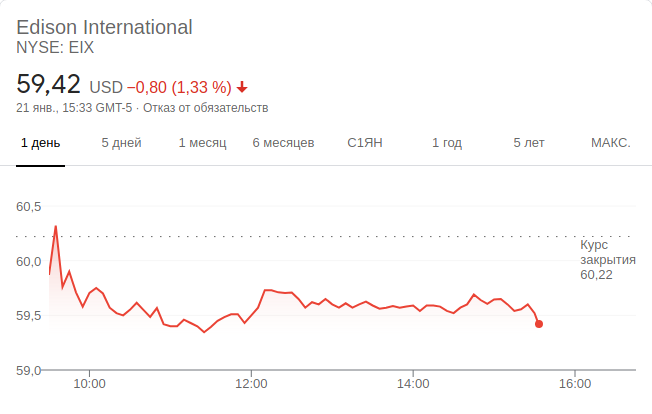 Edison International
NYSE: EIX
59,42 USD −0,80 (1,33 %)
21 янв., 15:33 GMT-5 · Отказ от обязательств
1 день 5 дней 1 месяц 6 месяцев С1ЯН 1 год 5 лет МАКС.
60,5
Курс
закрытия
60,22
60,0
59,5
59,0
10:00 12:00 14:00 16:00